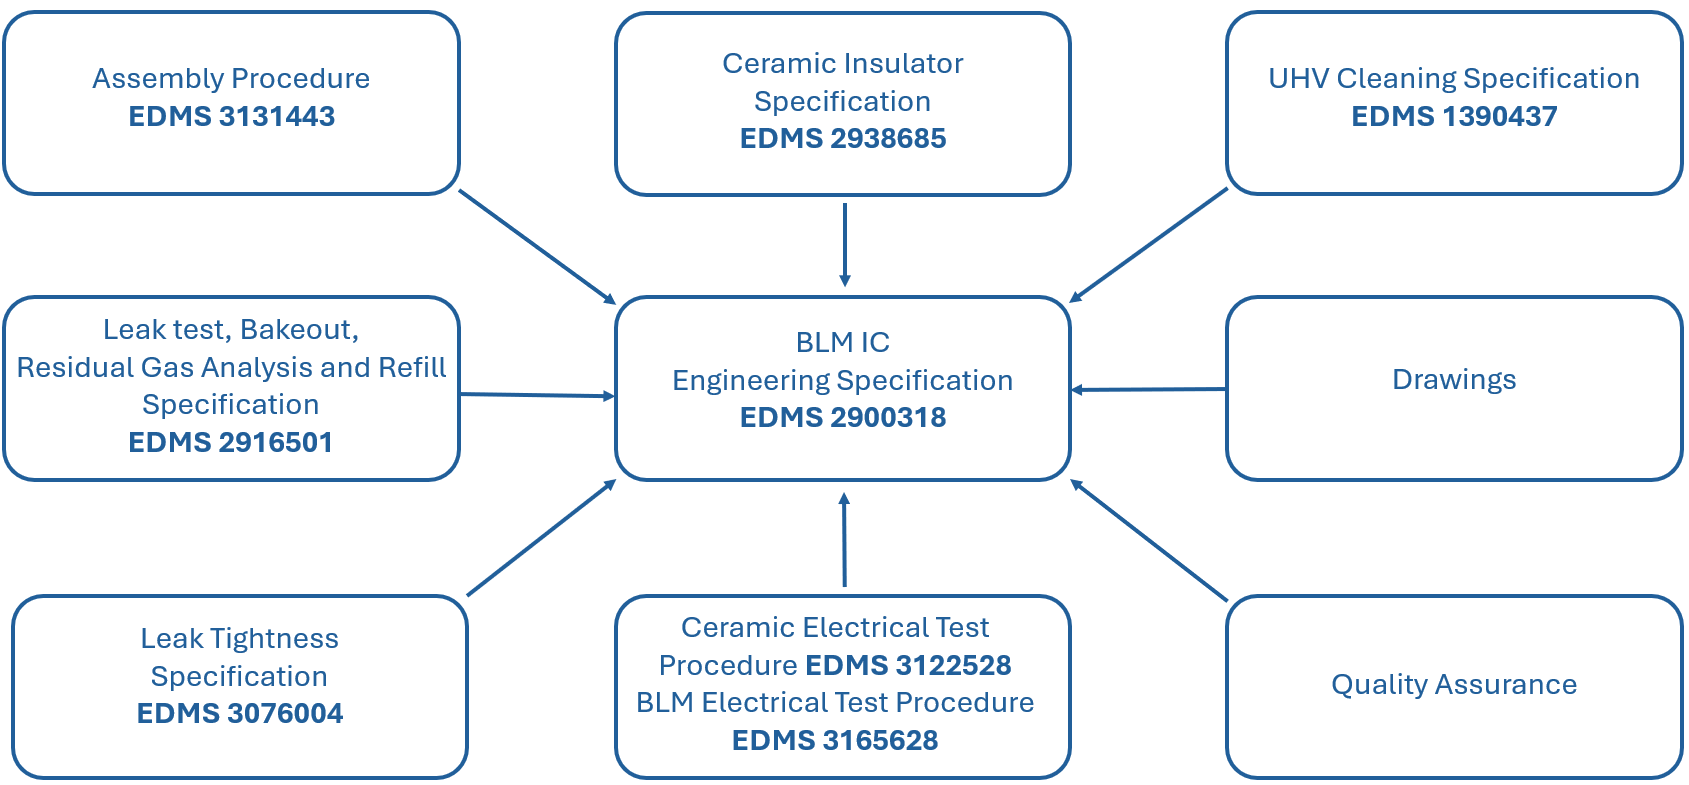 Assembly Procedure
EDMS 3131443
Ceramic Insulator
Specification
EDMS 2938685
UHV Cleaning Specification
EDMS 1390437
Leak test, Bakeout,
Residual Gas Analysis and Refill
Specification
EDMS 2916501
BLM IC
Engineering Specification
EDMS 2900318
Drawings
Leak Tightness
Specification
EDMS 3076004
Ceramic Electrical Test
Procedure EDMS 3122528
BLM Electrical Test Procedure
EDMS 3165628
Quality Assurance